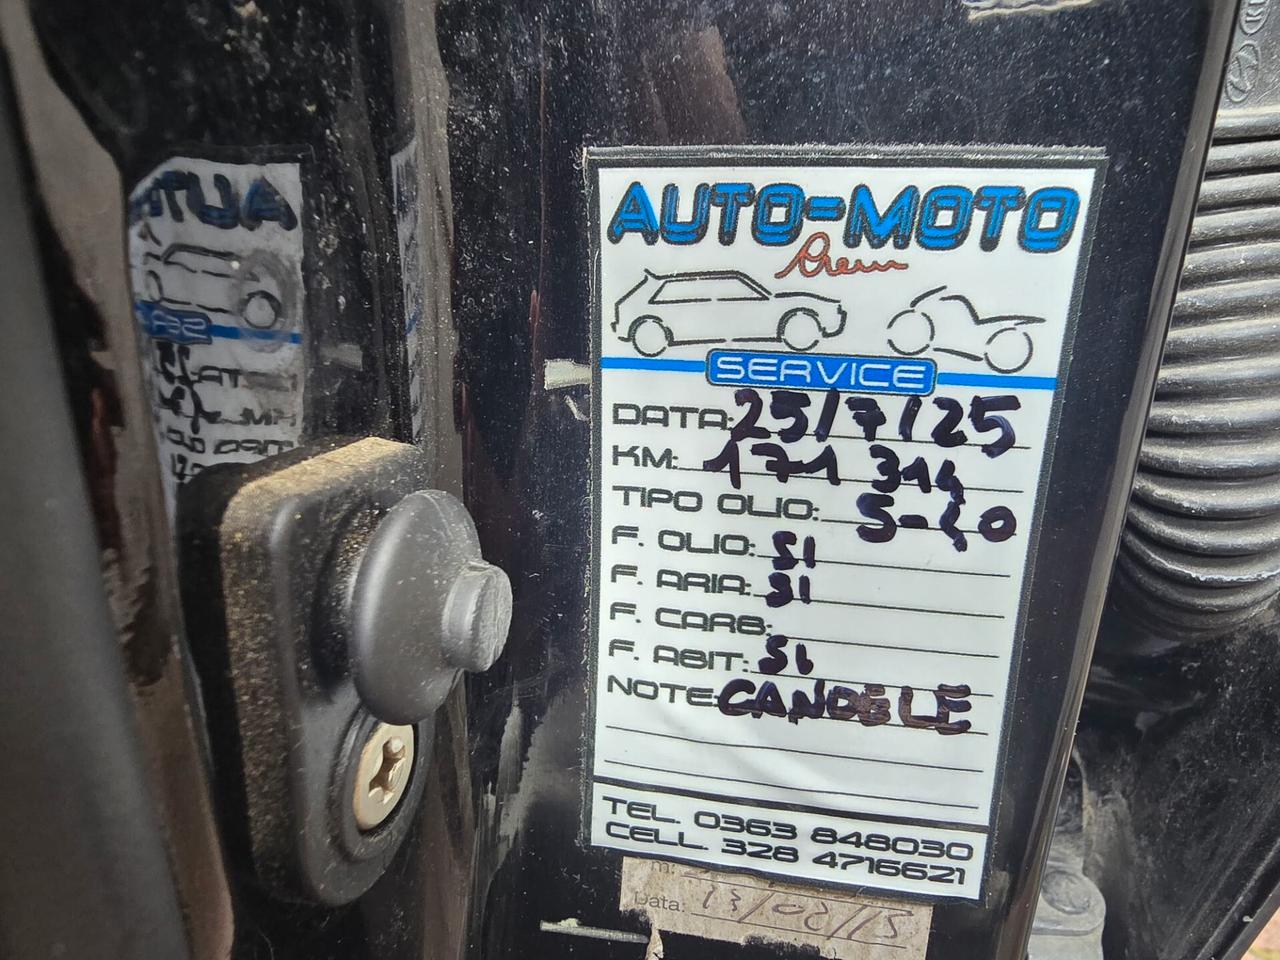 AUTO-MOTO
Crem
SERVICE
DATA: 25/7/25
KM: 171 314
TIPO OLIO: 5-40
F. OLIO: SI
F. ARIA: SI
F. CARB:
F. ABIT: SI
NOTE: CANDELE
TEL. 0363 848030
CELL. 328 4716621
m:
Data: 13/02/15